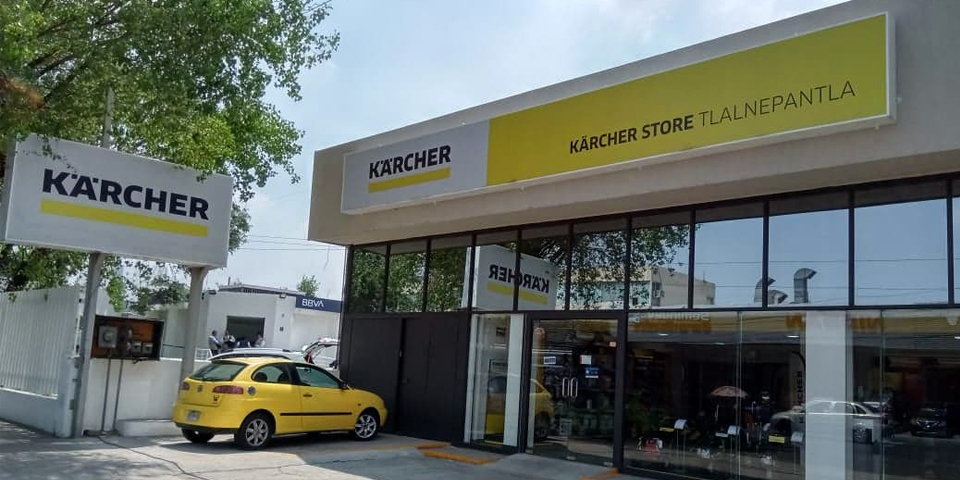 KÄRCHER
BBVA
KÄRCHER
KÄRCHER STORE TLALNEPANTLA
KÄRCHER